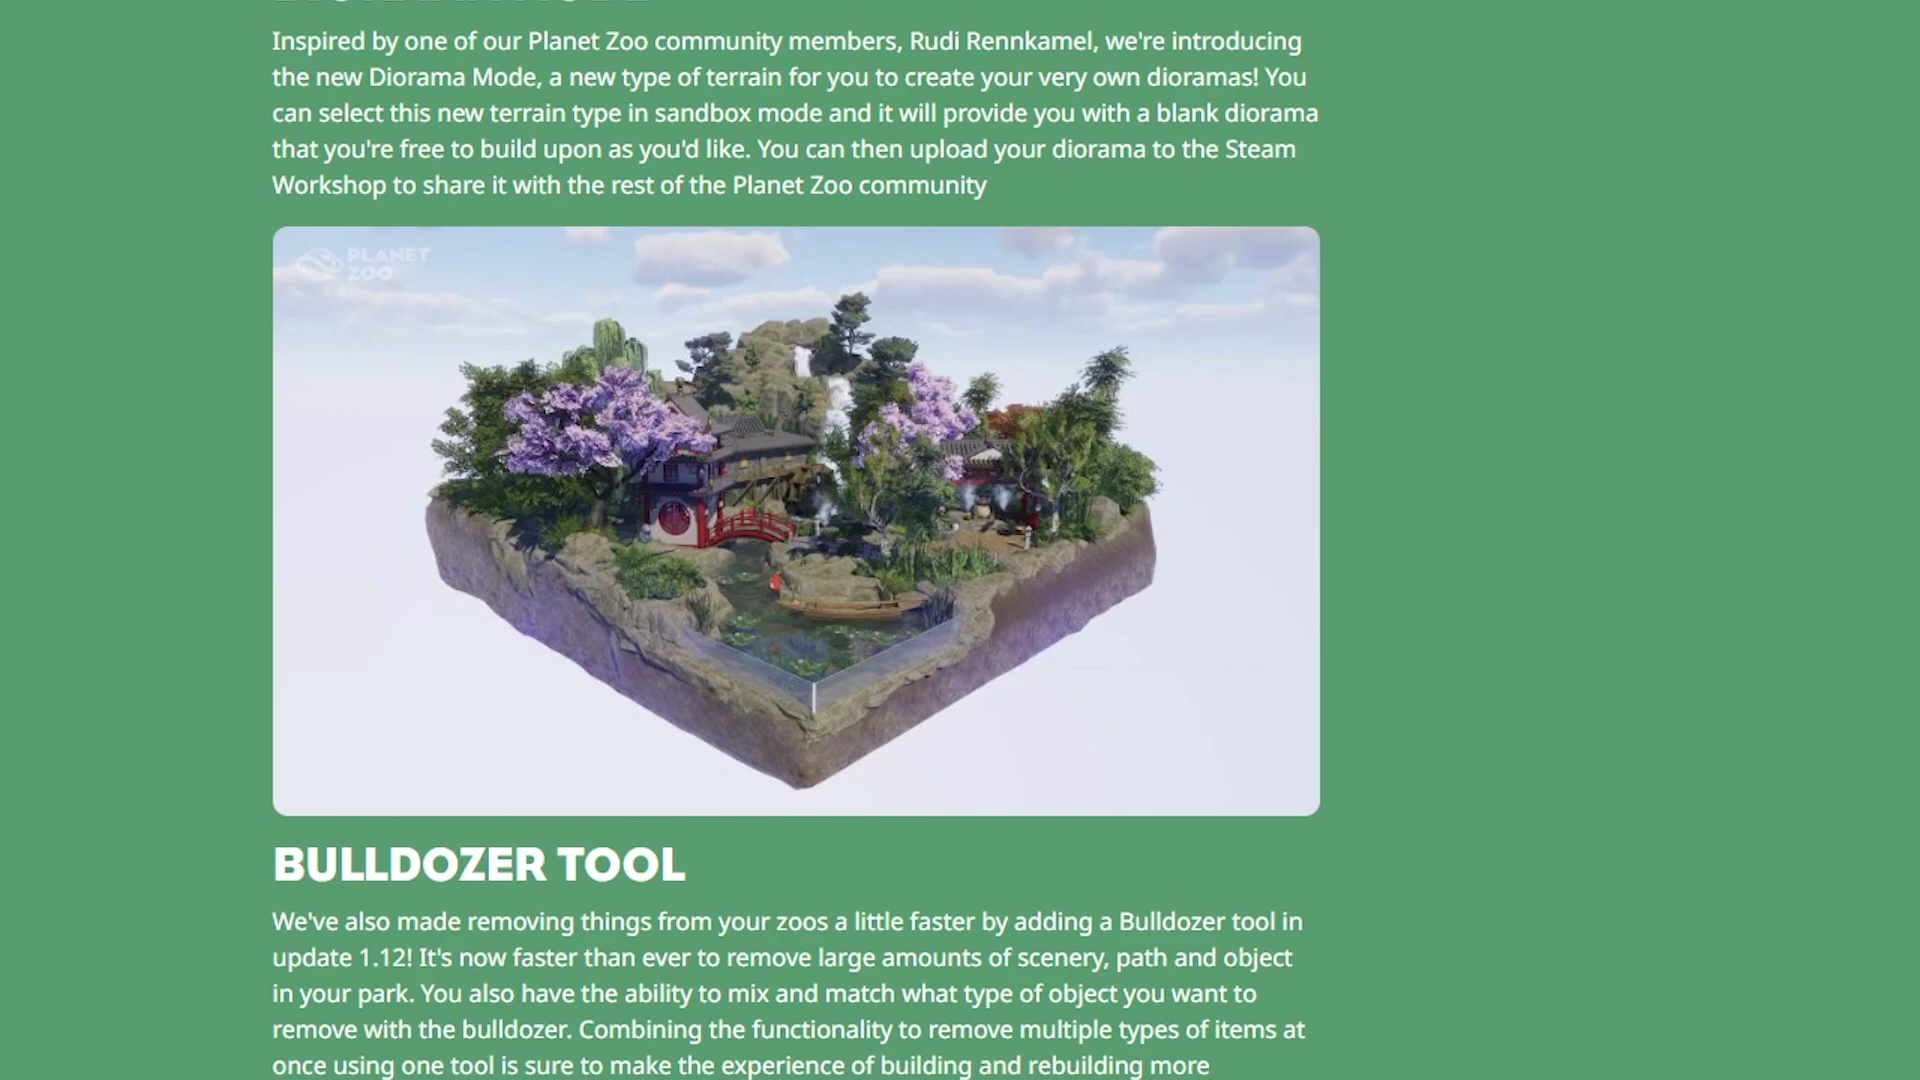 Inspired by one of our Planet Zoo community members, Rudi Rennkamel, we're introducing
the new Diorama Mode, a new type of terrain for you to create your very own dioramas! You
can select this new terrain type in sandbox mode and it will provide you with a blank diorama
that you're free to build upon as you'd like. You can then upload your diorama to the Steam
Workshop to share it with the rest of the Planet Zoo community
PLANET
ZOO
BULLDOZER TOOL
We've also made removing things from your zoos a little faster by adding a Bulldozer tool in
update 1.12! It's now faster than ever to remove large amounts of scenery, path and object
in your park. You also have the ability to mix and match what type of object you want to
remove with the bulldozer. Combining the functionality to remove multiple types of items at
once using one tool is sure to make the experience of building and rebuilding more